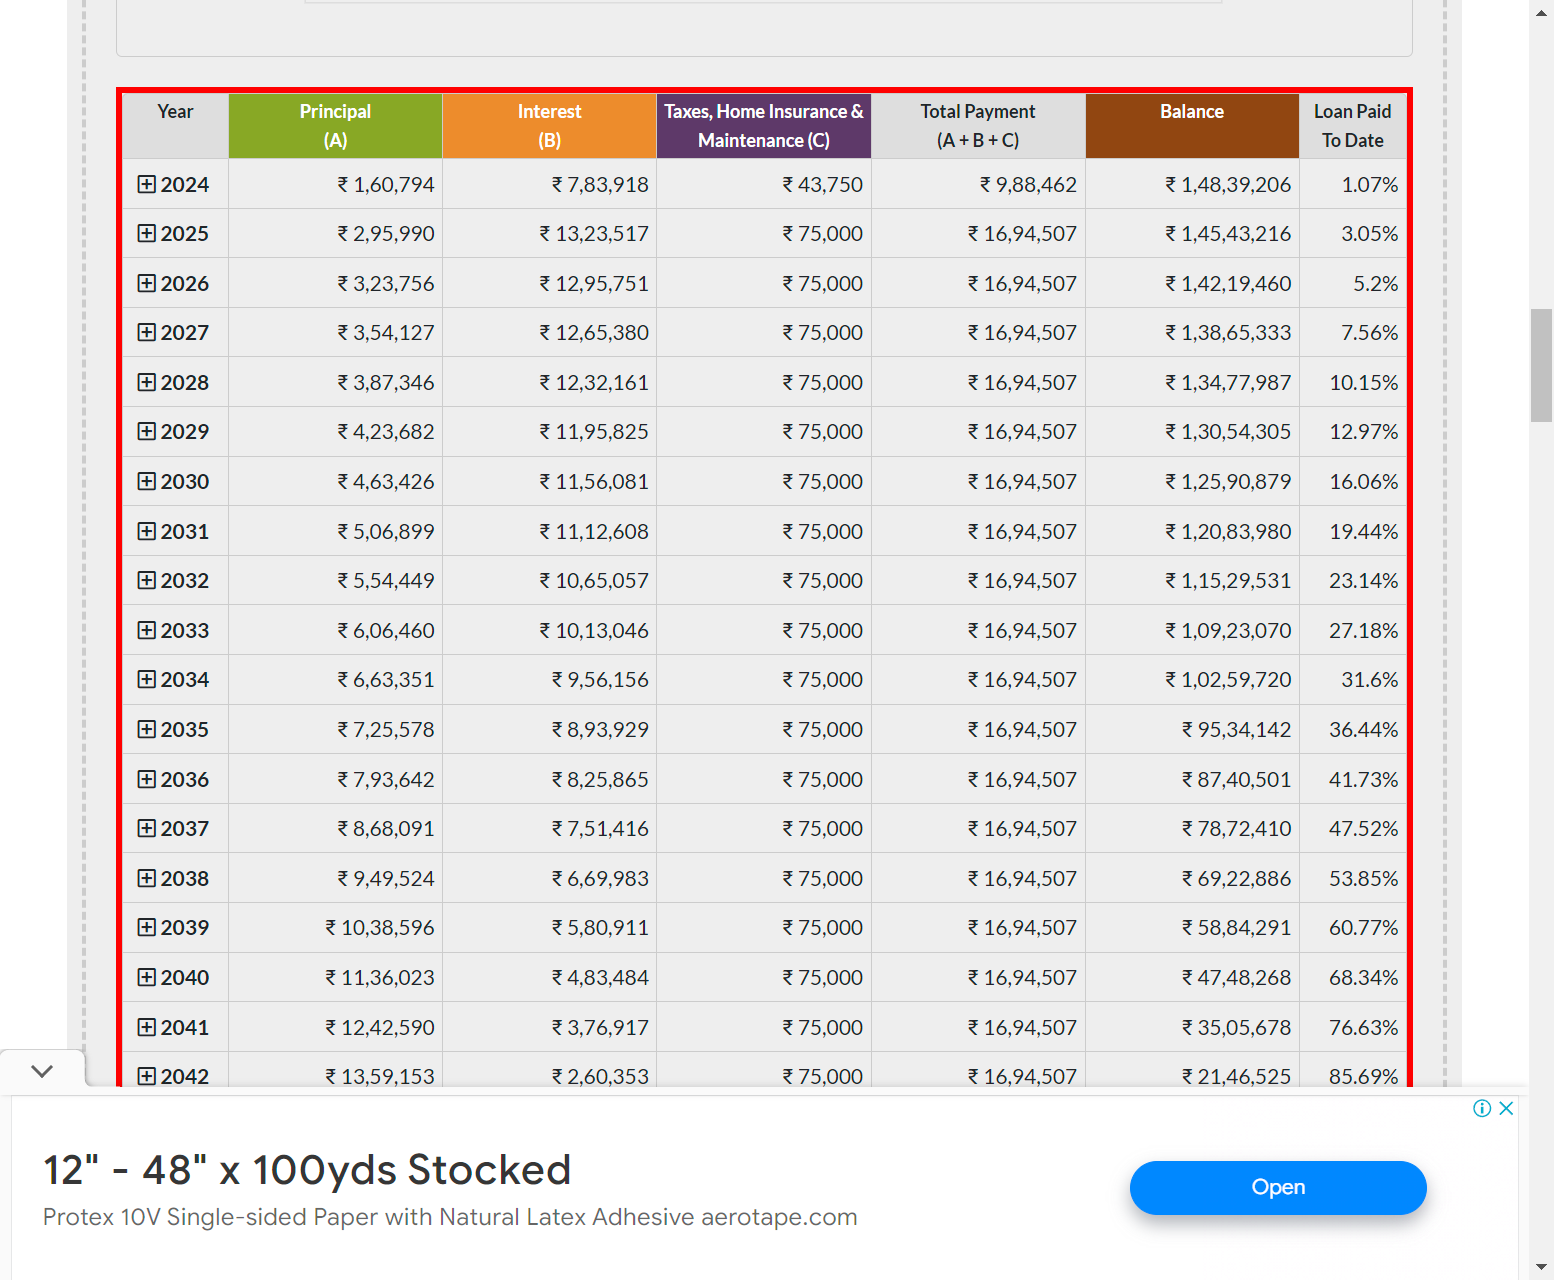 Year Principal Interest Taxes, Home Insurance & Total Payment Balance Loan Paid
(A) (B) Maintenance (C) (A + B + C) To Date
2024 ₹ 1,60,794 ₹ 7,83,918 ₹ 43,750 ₹ 9,88,462 ₹ 1,48,39,206 1.07%
2025 ₹ 2,95,990 ₹ 13,23,517 ₹ 75,000 ₹ 16,94,507 ₹ 1,45,43,216 3.05%
2026 ₹ 3,23,756 ₹ 12,95,751 ₹ 75,000 ₹ 16,94,507 ₹ 1,42,19,460 5.2%
2027 ₹ 3,54,127 ₹ 12,65,380 ₹ 75,000 ₹ 16,94,507 ₹ 1,38,65,333 7.56%
2028 ₹ 3,87,346 ₹ 12,32,161 ₹ 75,000 ₹ 16,94,507 ₹ 1,34,77,987 10.15%
2029 ₹ 4,23,682 ₹ 11,95,825 ₹ 75,000 ₹ 16,94,507 ₹ 1,30,54,305 12.97%
2030 ₹ 4,63,426 ₹ 11,56,081 ₹ 75,000 ₹ 16,94,507 ₹ 1,25,90,879 16.06%
2031 ₹ 5,06,899 ₹ 11,12,608 ₹ 75,000 ₹ 16,94,507 ₹ 1,20,83,980 19.44%
2032 ₹ 5,54,449 ₹ 10,65,057 ₹ 75,000 ₹ 16,94,507 ₹ 1,15,29,531 23.14%
2033 ₹ 6,06,460 ₹ 10,13,046 ₹ 75,000 ₹ 16,94,507 ₹ 1,09,23,070 27.18%
2034 ₹ 6,63,351 ₹ 9,56,156 ₹ 75,000 ₹ 16,94,507 ₹ 1,02,59,720 31.6%
2035 ₹ 7,25,578 ₹ 8,93,929 ₹ 75,000 ₹ 16,94,507 ₹ 95,34,142 36.44%
2036 ₹ 7,93,642 ₹ 8,25,865 ₹ 75,000 ₹ 16,94,507 ₹ 87,40,501 41.73%
2037 ₹ 8,68,091 ₹ 7,51,416 ₹ 75,000 ₹ 16,94,507 ₹ 78,72,410 47.52%
2038 ₹ 9,49,524 ₹ 6,69,983 ₹ 75,000 ₹ 16,94,507 ₹ 69,22,886 53.85%
2039 ₹ 10,38,596 ₹ 5,80,911 ₹ 75,000 ₹ 16,94,507 ₹ 58,84,291 60.77%
2040 ₹ 11,36,023 ₹ 4,83,484 ₹ 75,000 ₹ 16,94,507 ₹ 47,48,268 68.34%
2041 ₹ 12,42,590 ₹ 3,76,917 ₹ 75,000 ₹ 16,94,507 ₹ 35,05,678 76.63%
2042 ₹ 13,59,153 ₹ 2,60,353 ₹ 75,000 ₹ 16,94,507 ₹ 21,46,525 85.69%
12" - 48" x 100yds Stocked
Open
Protex 10V Single-sided Paper with Natural Latex Adhesive aerotape.com